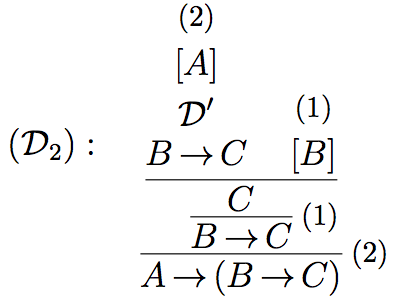 (2)
[A]
𝒟′ (1)
(𝒟₂) : B → C [B]
C (1)
B → C
A → (B → C) (2)